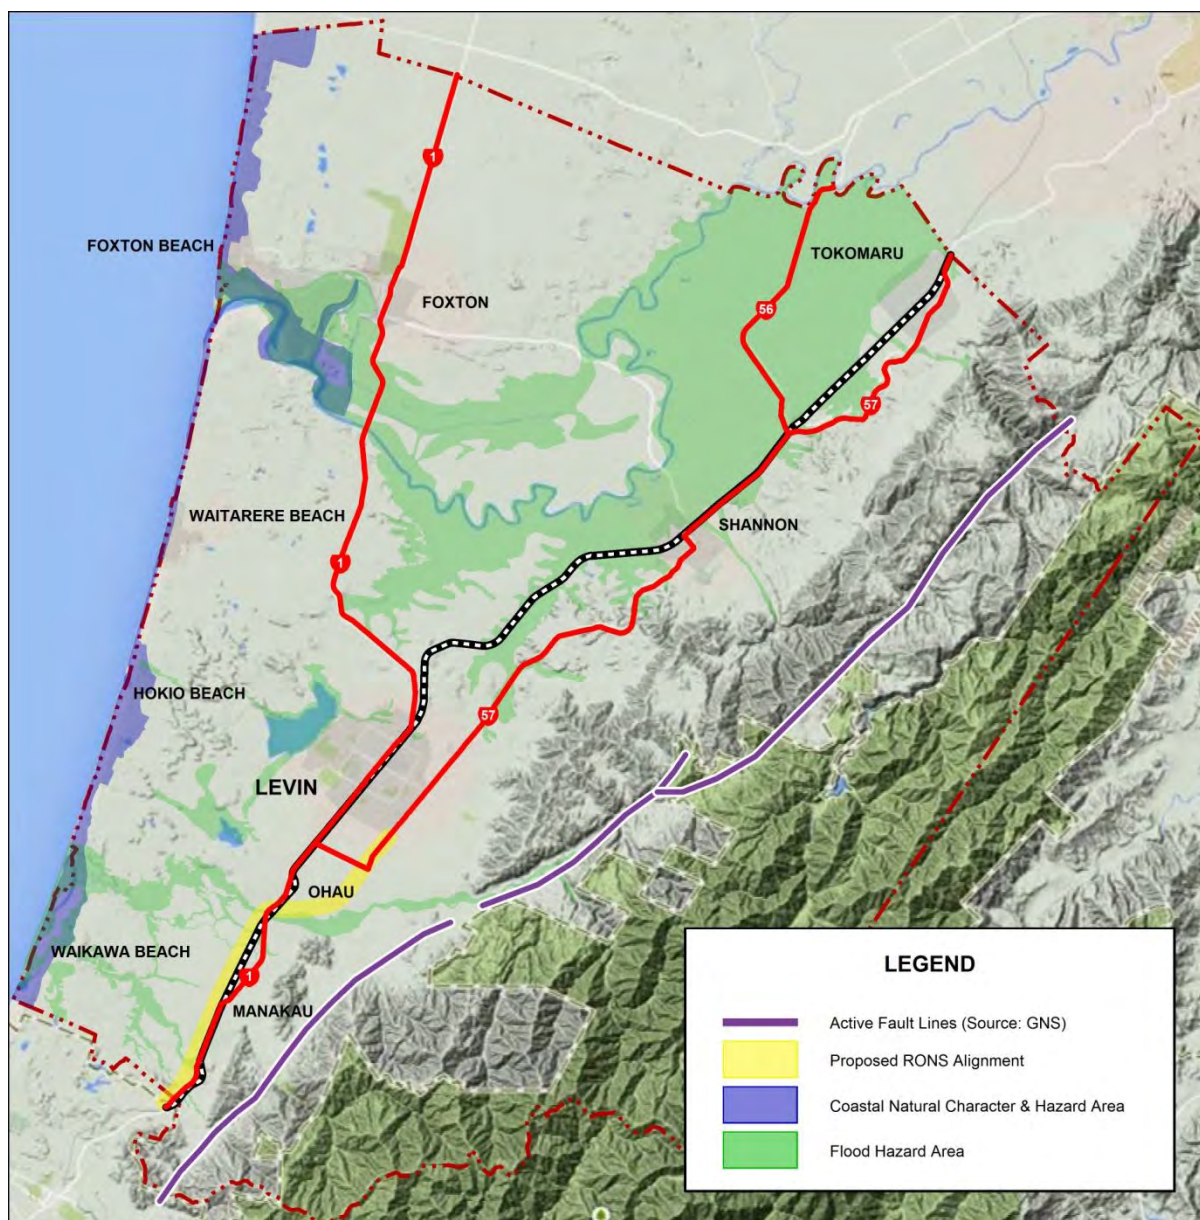 1
FOXTON BEACH
TOKOMARU
FOXTON
56
57
WAITARERE BEACH
SHANNON
1
HOKIO BEACH
57
LEVIN
OHAU
WAIKAWA BEACH
1
MANAKAU
LEGEND
Active Fault Lines (Source: GNS)
Proposed RONS Alignment
Coastal Natural Character & Hazard Area
Flood Hazard Area